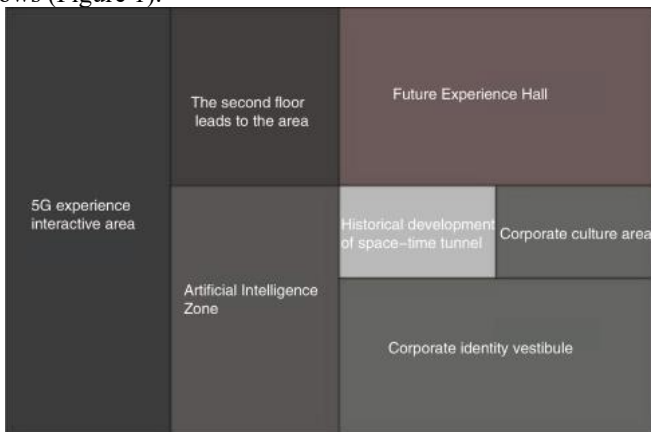 ows (Figure 1).
The second floor
leads to the area
Future Experience Hall
5G experience
interactive area
Historical development
of space-time tunnel
Corporate culture area
Artificial Intelligence
Zone
Corporate identity vestibule